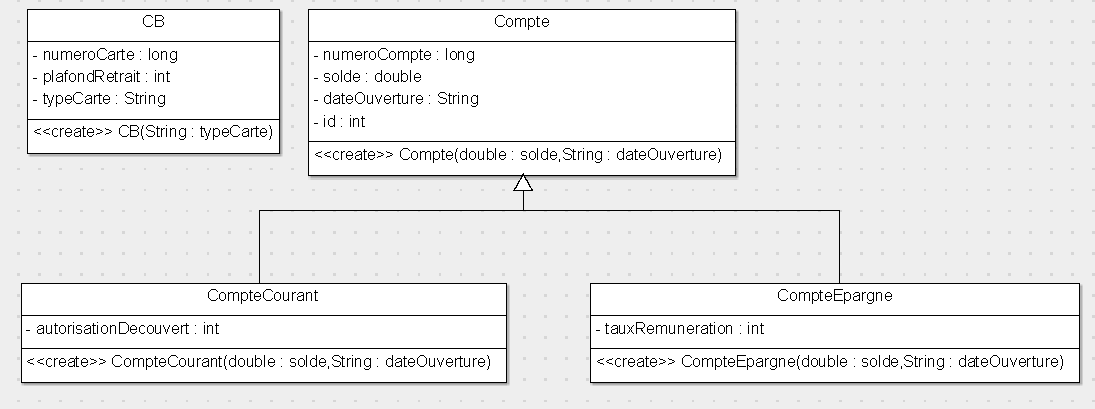 CB
- numeroCarte : long
- plafondRetrait : int
- typeCarte : String
<<create>> CB(String : typeCarte)
Compte
- numeroCompte : long
- solde : double
- dateOuverture : String
- id : int
<<create>> Compte(double : solde,String : dateOuverture)
CompteCourant
- autorisationDecouvert : int
<<create>> CompteCourant(double : solde,String : dateOuverture)
CompteEpargne
- tauxRemuneration : int
<<create>> CompteEpargne(double : solde,String : dateOuverture)